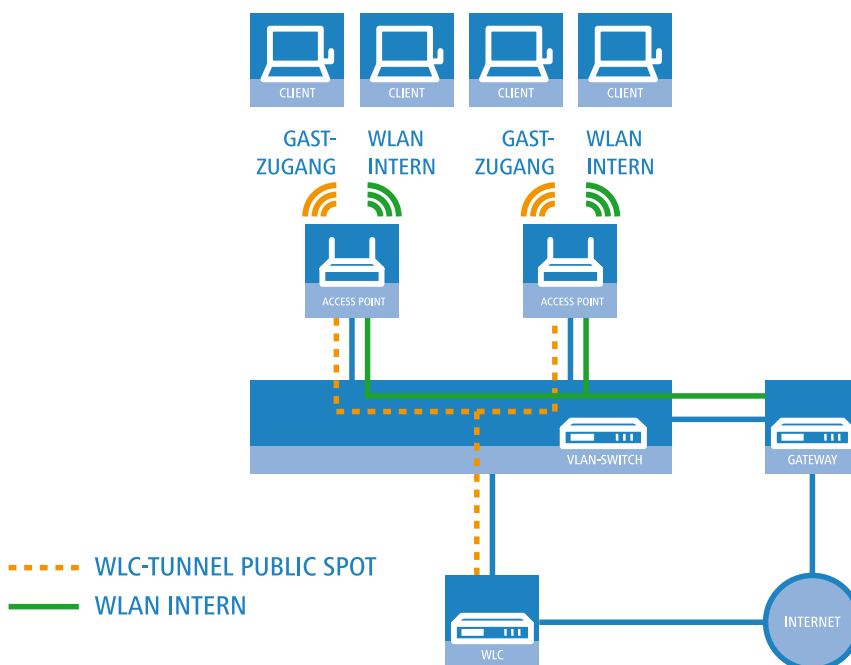 CLIENT
CLIENT
CLIENT
CLIENT
GAST-
ZUGANG
WLAN
INTERN
GAST-
ZUGANG
WLAN
INTERN
ACCESS POINT
ACCESS POINT
VLAN-SWITCH
GATEWAY
WLC-TUNNEL PUBLIC SPOT
WLAN INTERN
WLC
INTERNET